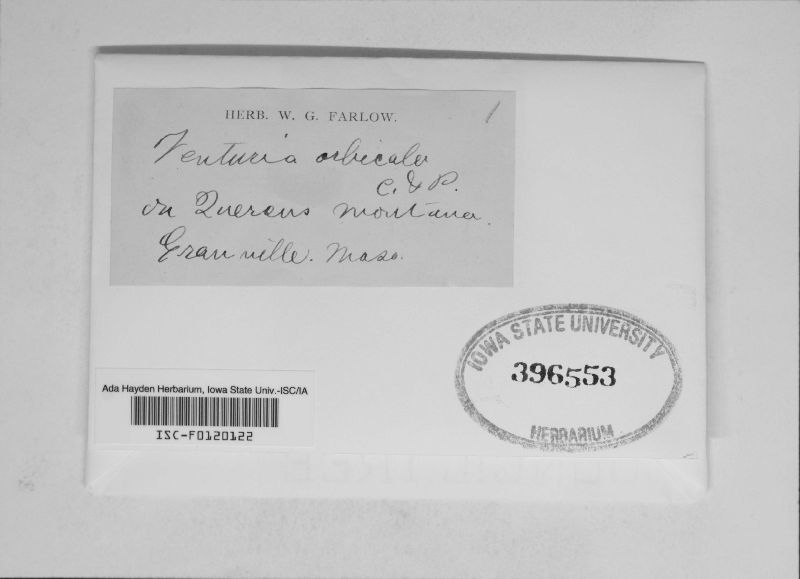 HERB. W. G. FARLOW.
1
Venturia orbicula
C. & P.
on Quercus montana.
Granville. Mass.
IOWA STATE UNIVERSITY
396553
HERBARIUM
Ada Hayden Herbarium, Iowa State Univ.-ISC/IA
ISC-F0120122